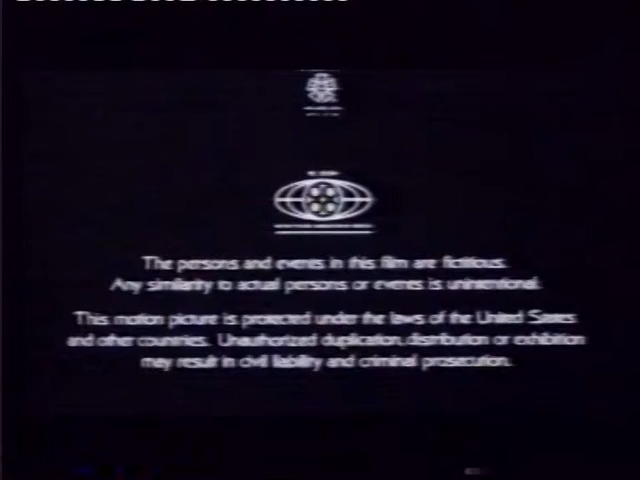 The persons and events in this film are fictitious.
Any similarity to actual persons or events is unintentional.
This motion picture is protected under the laws of the United States
and other countries. Unauthorized duplication, distribution or exhibition
may result in civil liability and criminal prosecution.